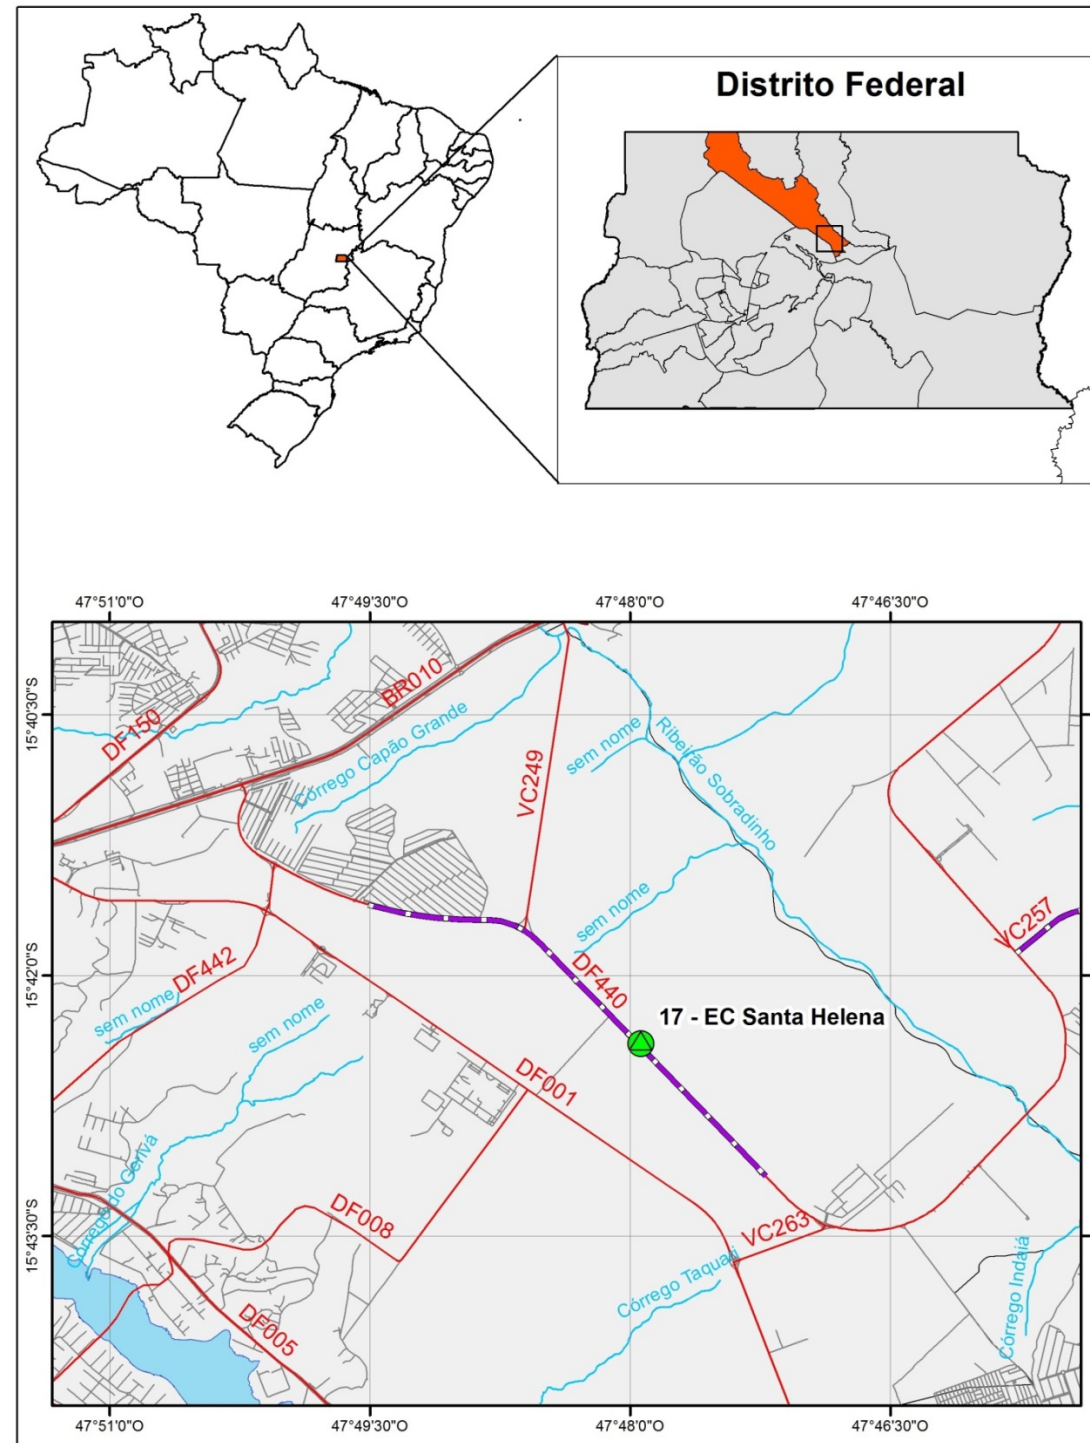 Distrito Federal
47°51'0"O
47°49'30"O
47°48'0"O
47°46'30"O
15°40'30"S
15°42'0"S
15°43'30"S
DF150
BR010
Córrego Capão Grande
VC249
sem nome
Ribeirão Sobradinho
sem nome
VC257
DF442
sem nome
sem nome
DF440
17 - EC Santa Helena
DF001
Córrego do Gerivá
DF008
VC263
Córrego Taquari
Córrego Indaiá
DF005
47°51'0"O
47°49'30"O
47°48'0"O
47°46'30"O